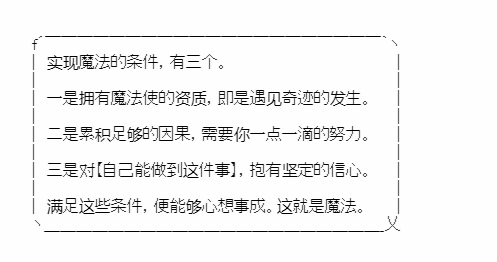 实现魔法的条件，有三个。
一是拥有魔法使的资质，即是遇见奇迹的发生。
二是累积足够的因果，需要你一点一滴的努力。
三是对【自己能做到这件事】，抱有坚定的信心。
满足这些条件，便能够心想事成。这就是魔法。